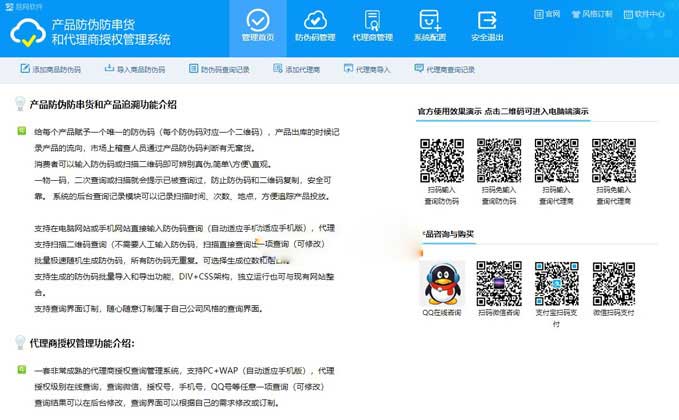 易网软件
产品防伪防串货
和代理商授权管理系统
管理首页
防伪码管理
代理商管理
系统配置
安全退出
官网
风格订制
软件中心
添加商品防伪码
导入商品防伪码
防伪码查询记录
添加代理商
代理商导入
代理商查询记录
产品防伪防串货和产品追溯功能介绍
给每个产品赋予一个唯一的防伪码（每个防伪码对应一个二维码），产品出库的时候记
录产品的流向，市场上稽查人员通过产品防伪码判断有无窜货。
消费者可以输入防伪码或扫描二维码即可辨别真伪,简单\方便\直观。
一物一码，二次查询或扫描就会提示已被查询过，防止防伪码和二维码复制，安全可
靠。 系统的后台查询记录模块可以记录扫描时间、次数、地点，方便追踪产品投放。
支持在电脑网站或手机网站直接输入防伪码查询（自动适应手机动适应手机版），代理
支持扫描二维码查询（不需要人工输入防伪码，扫描直接查询出一项查询（可修改）
批量极速随机生成防伪码，所有防伪码无重复。可选择生成位数和
支持生成的防伪码批量导入和导出功能，DIV+CSS架构，独立运行也可与现有网站整
合。
支持查询界面订制，随心随意订制属于自己公司风格的查询界面。
代理商授权管理功能介绍：
一套非常成熟的代理商授权查询管理系统，支持PC+WAP（自动适应手机版），代理
授权级别在线查询，查询微信，授权号，手机号，QQ号等任意一项查询（可修改）
查询结果可以在后台修改，查询界面可以根据自己的需求修改或订制。
官方使用效果演示 点击二维码可进入电脑端演示
扫码输入
查询防伪码
扫码免输入
查询防伪码
扫码输入
查询代理商
扫码免输入
查询代理商
品咨询与购买
QQ在线咨询
扫码微信咨询
支付宝扫码支
付
微信扫码支付